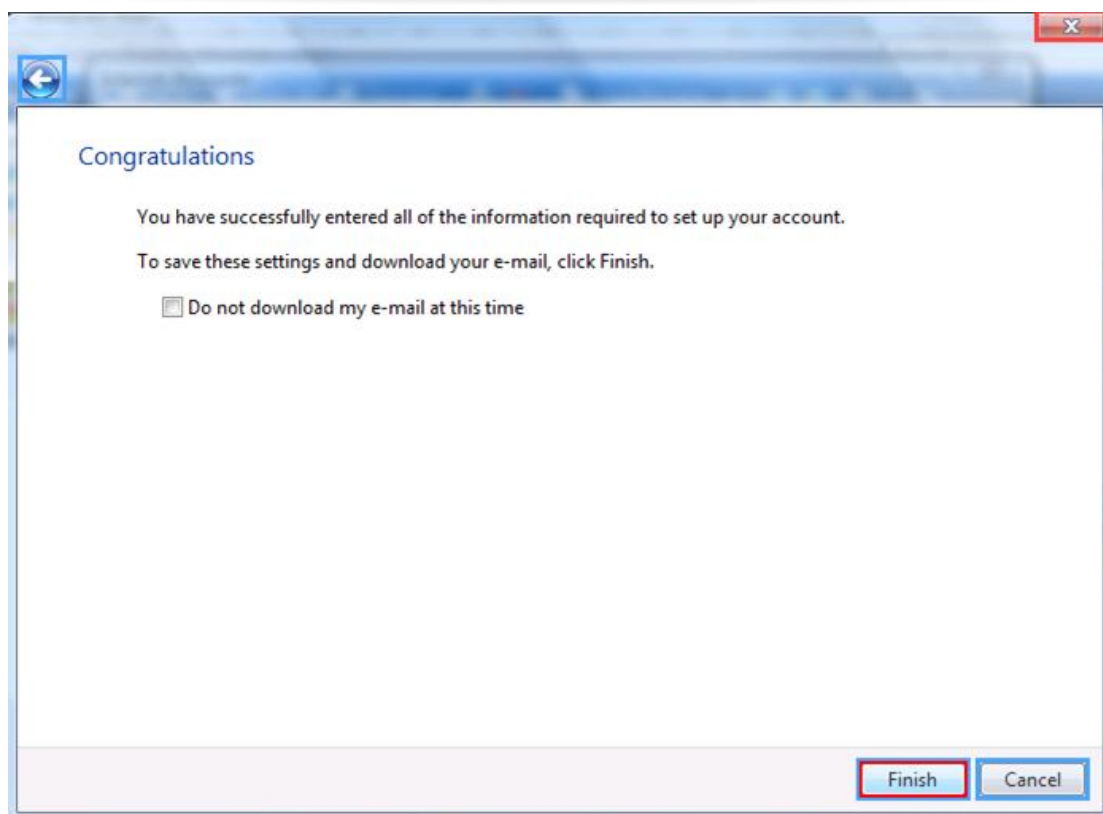 Congratulations
You have successfully entered all of the information required to set up your account.
To save these settings and download your e-mail, click Finish.
Do not download my e-mail at this time
Finish
Cancel